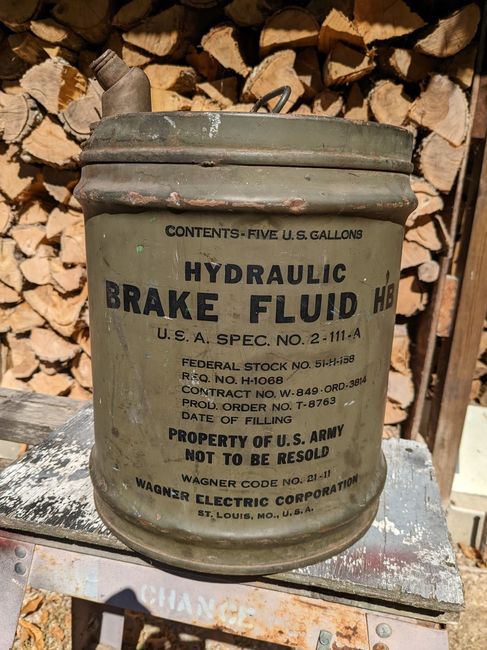 CONTENTS-FIVE U.S. GALLONS
HYDRAULIC
BRAKE FLUID HB
U.S.A. SPEC. NO. 2-111-A
FEDERAL STOCK NO. 51-H-158
REQ. NO. H-1068
CONTRACT NO. W-849-ORD-3814
PROD. ORDER NO. T-8763
DATE OF FILLING
PROPERTY OF U.S. ARMY
NOT TO BE RESOLD
WAGNER CODE NO. 21-11
WAGNER ELECTRIC CORPORATION
ST. LOUIS, MO., U.S.A.
CHANCE